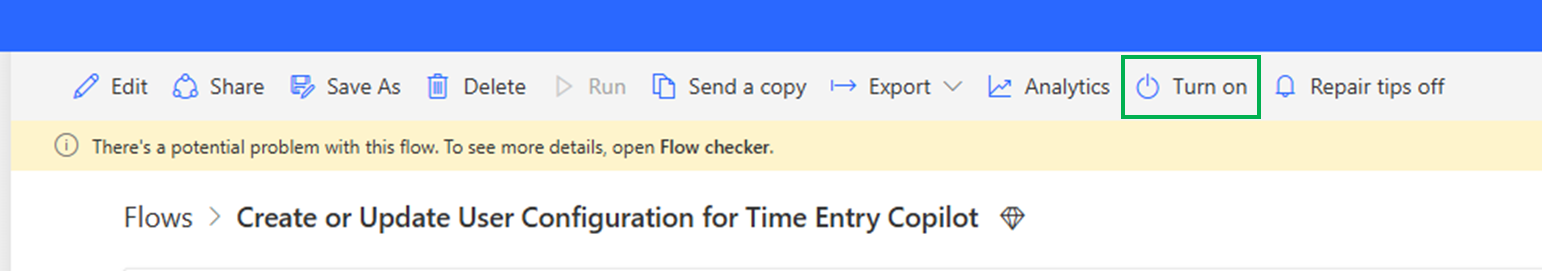 Edit Share Save As Delete Run Send a copy Export Analytics Turn on Repair tips off
There's a potential problem with this flow. To see more details, open Flow checker.
Flows > Create or Update User Configuration for Time Entry Copilot